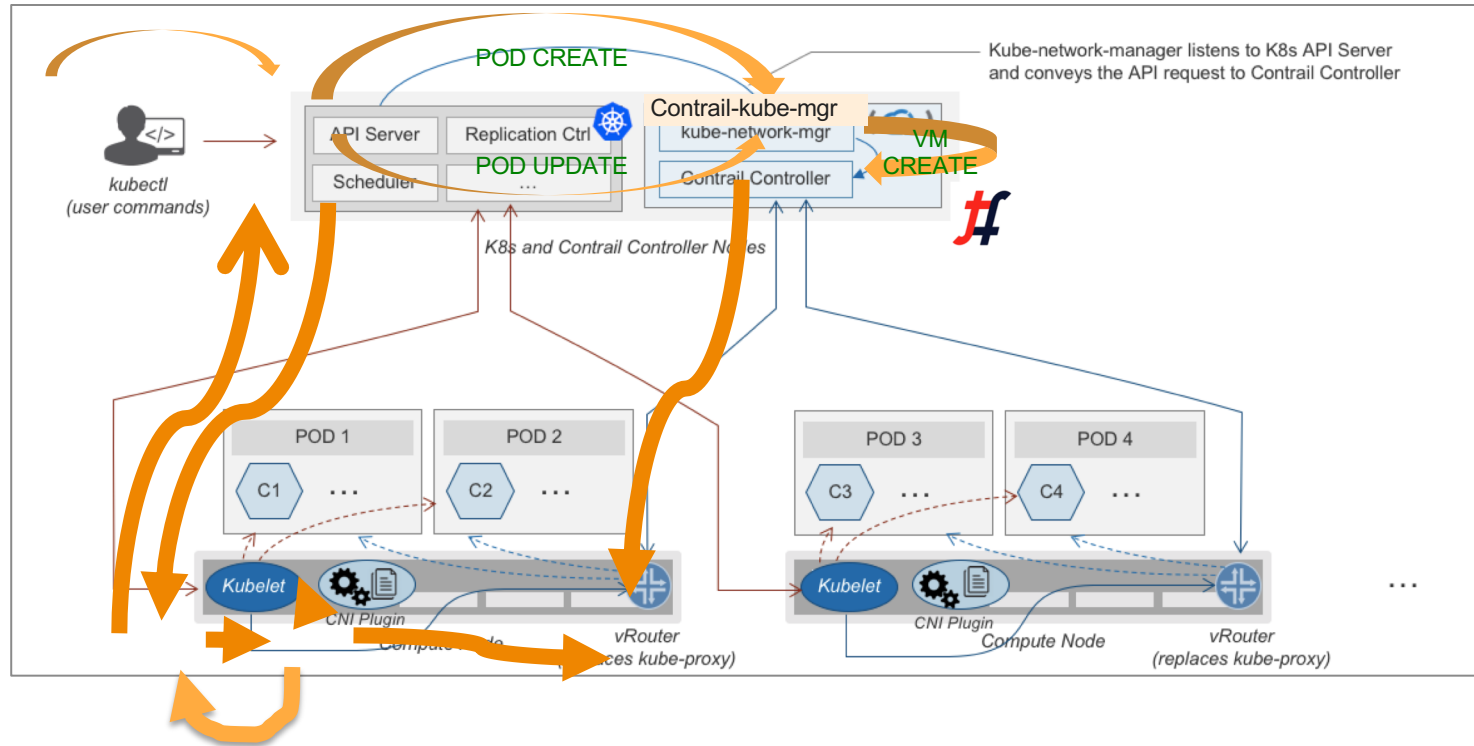 POD CREATE
Kube-network-manager listens to K8s API Server
and conveys the API request to Contrail Controller
Contrail-kube-mgr
API Server
Replication Ctrl
kube-network-mgr
VM
CREATE
POD UPDATE
Scheduler
...
Contrail Controller
</>
kubectl
(user commands)
K8s and Contrail Controller Nodes
POD 1
POD 2
POD 3
POD 4
C1
...
C2
...
C3
...
C4
...
Kubelet
CNI Plugin
Compute Node
vRouter
(replaces kube-proxy)
Kubelet
CNI Plugin
Compute Node
vRouter
(replaces kube-proxy)
...